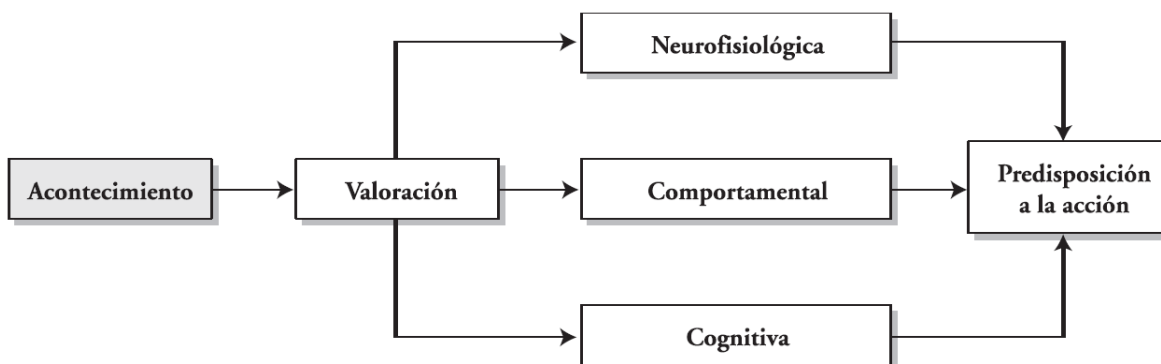 Neurofisiológica
Acontecimiento
Valoración
Comportamental
Predisposición
a la acción
Cognitiva